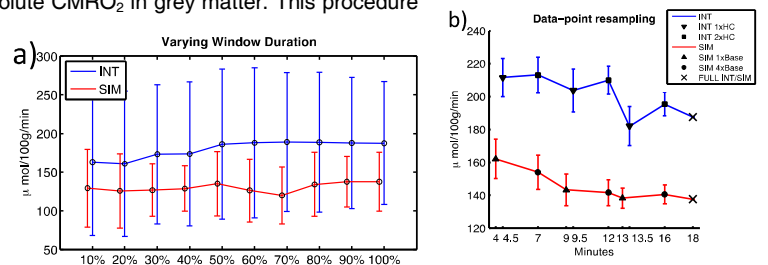 olute CMRO₂ in grey matter. This procedure
a)
Varying Window Duration
INT
SIM
μ mol/100g/min
300
250
200
150
100
50
10% 20% 30% 40% 50% 60% 70% 80% 90% 100%
b)
Data-point resampling
INT
INT 1xHC
INT 2xHC
SIM
SIM 1xBase
SIM 4xBase
FULL INT/SIM
μ mol/100g/min
240
220
200
180
160
140
120
4 4.5 7 9 9.5 12 13 13.5 16 18
Minutes